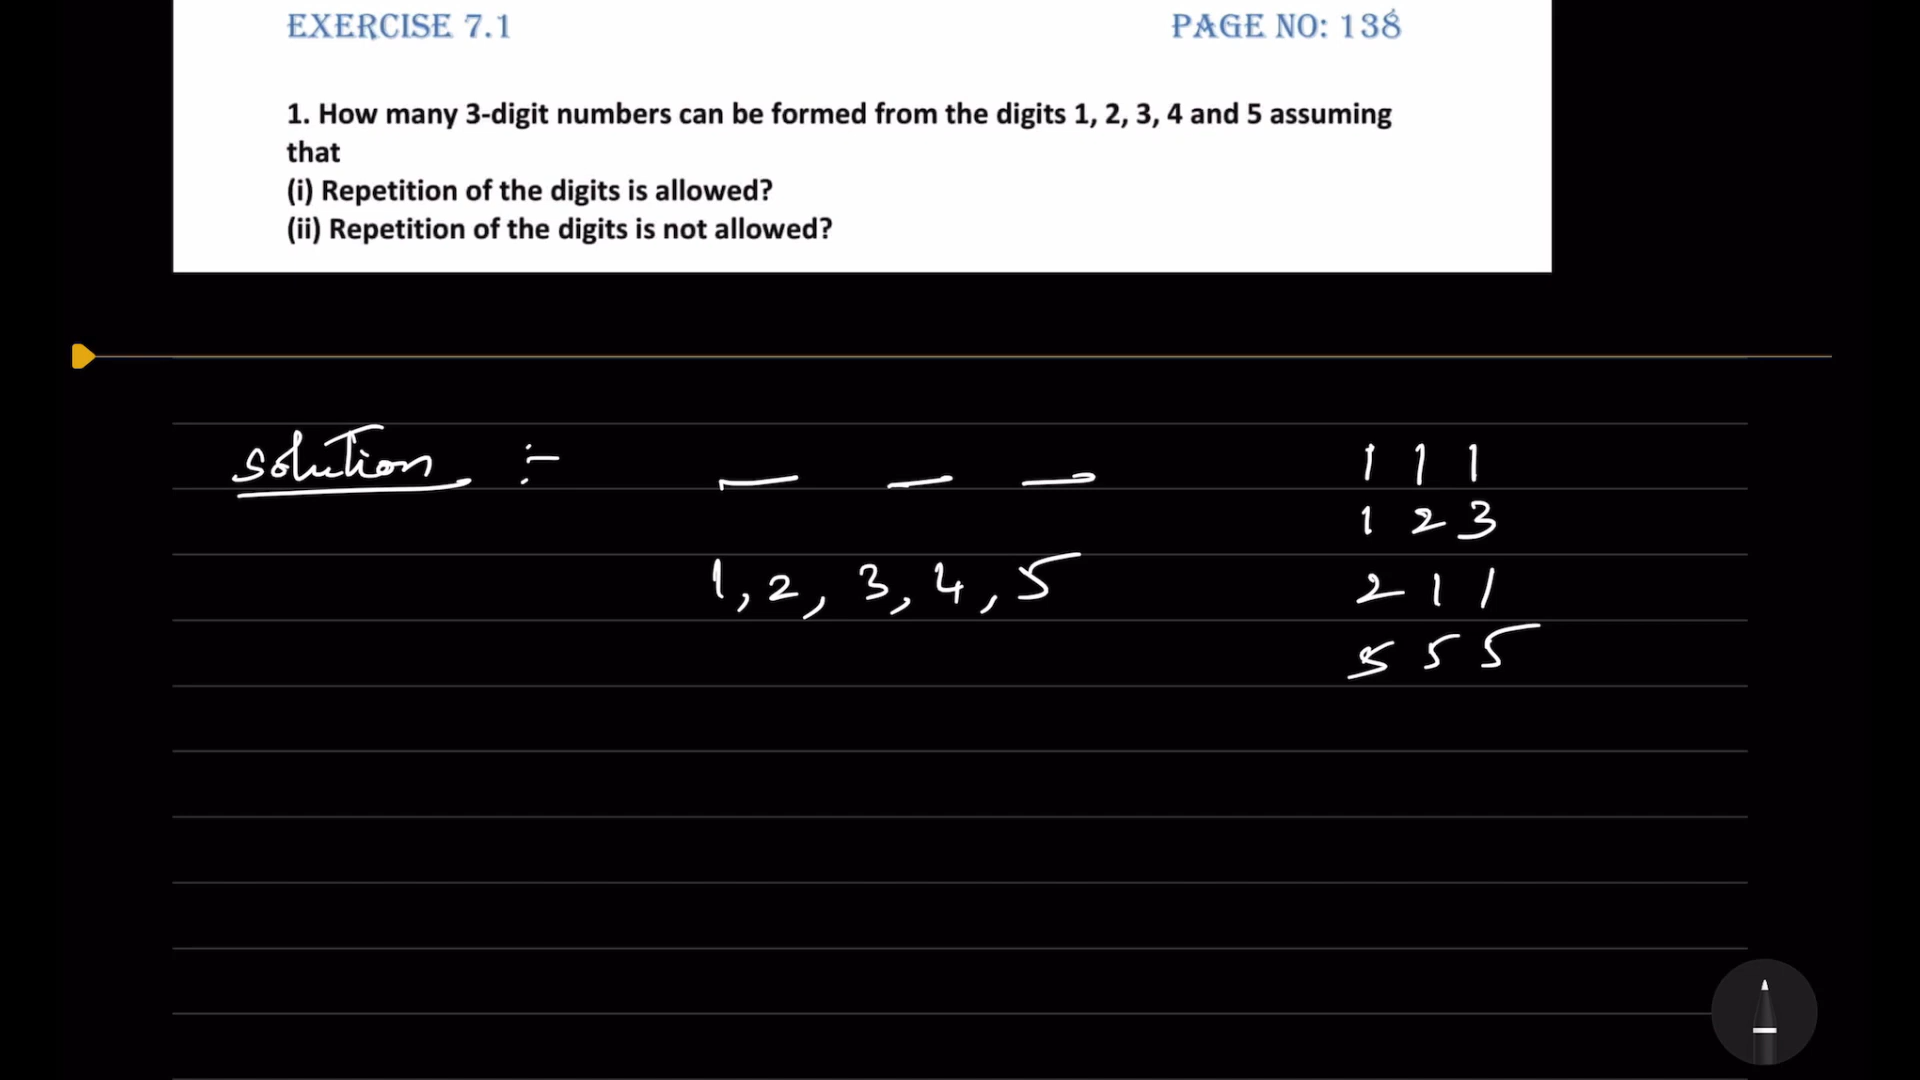 EXERCISE 7.1 PAGE NO: 138
1. How many 3-digit numbers can be formed from the digits 1, 2, 3, 4 and 5 assuming
that
(i) Repetition of the digits is allowed?
(ii) Repetition of the digits is not allowed?
Solution :- _ _ _ 1 1 1
1 2 3
1, 2, 3, 4, 5 2 1 1
5 5 5